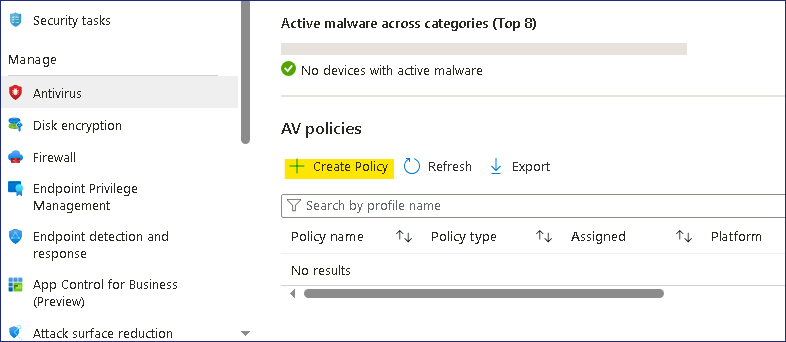 Security tasks
Manage
Antivirus
Disk encryption
Firewall
Endpoint Privilege
Management
Endpoint detection and
response
App Control for Business
(Preview)
Attack surface reduction
Active malware across categories (Top 8)
No devices with active malware
AV policies
Create Policy Refresh Export
Search by profile name
Policy name Policy type Assigned Platform
No results